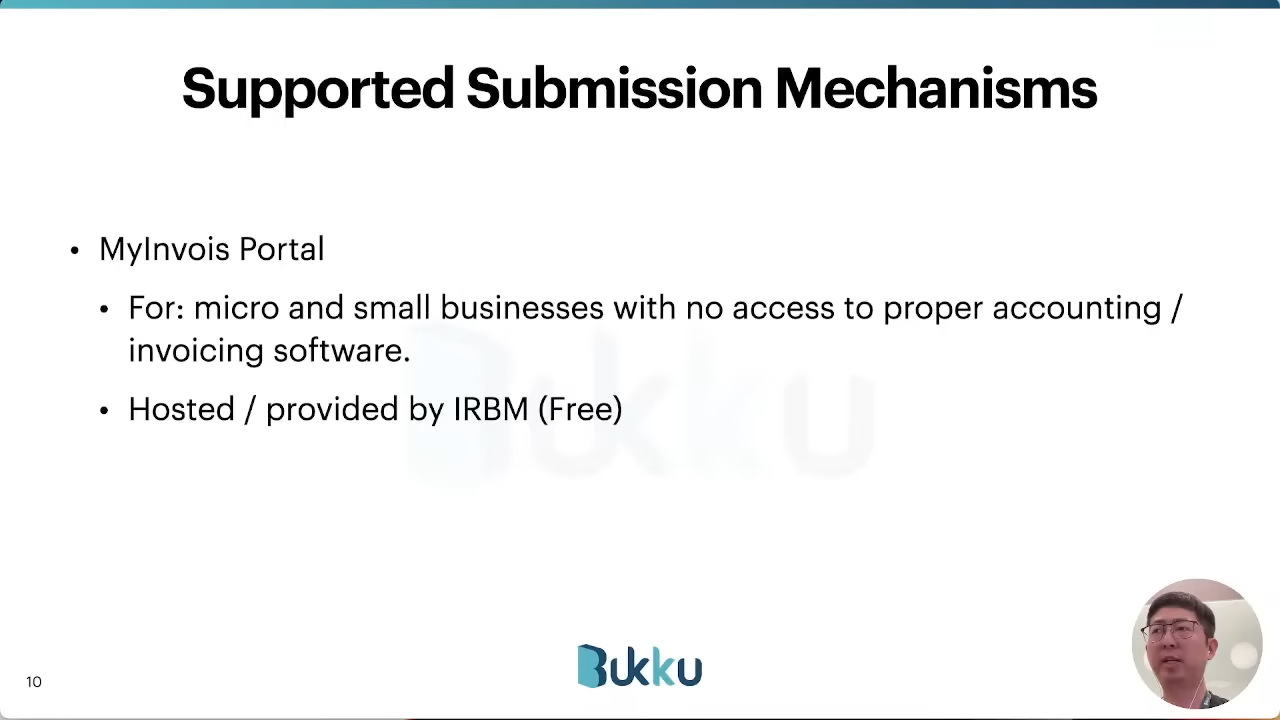 Supported Submission Mechanisms
• MyInvois Portal
• For: micro and small businesses with no access to proper accounting /
invoicing software.
• Hosted / provided by IRBM (Free)
Bukku
Bukku
10